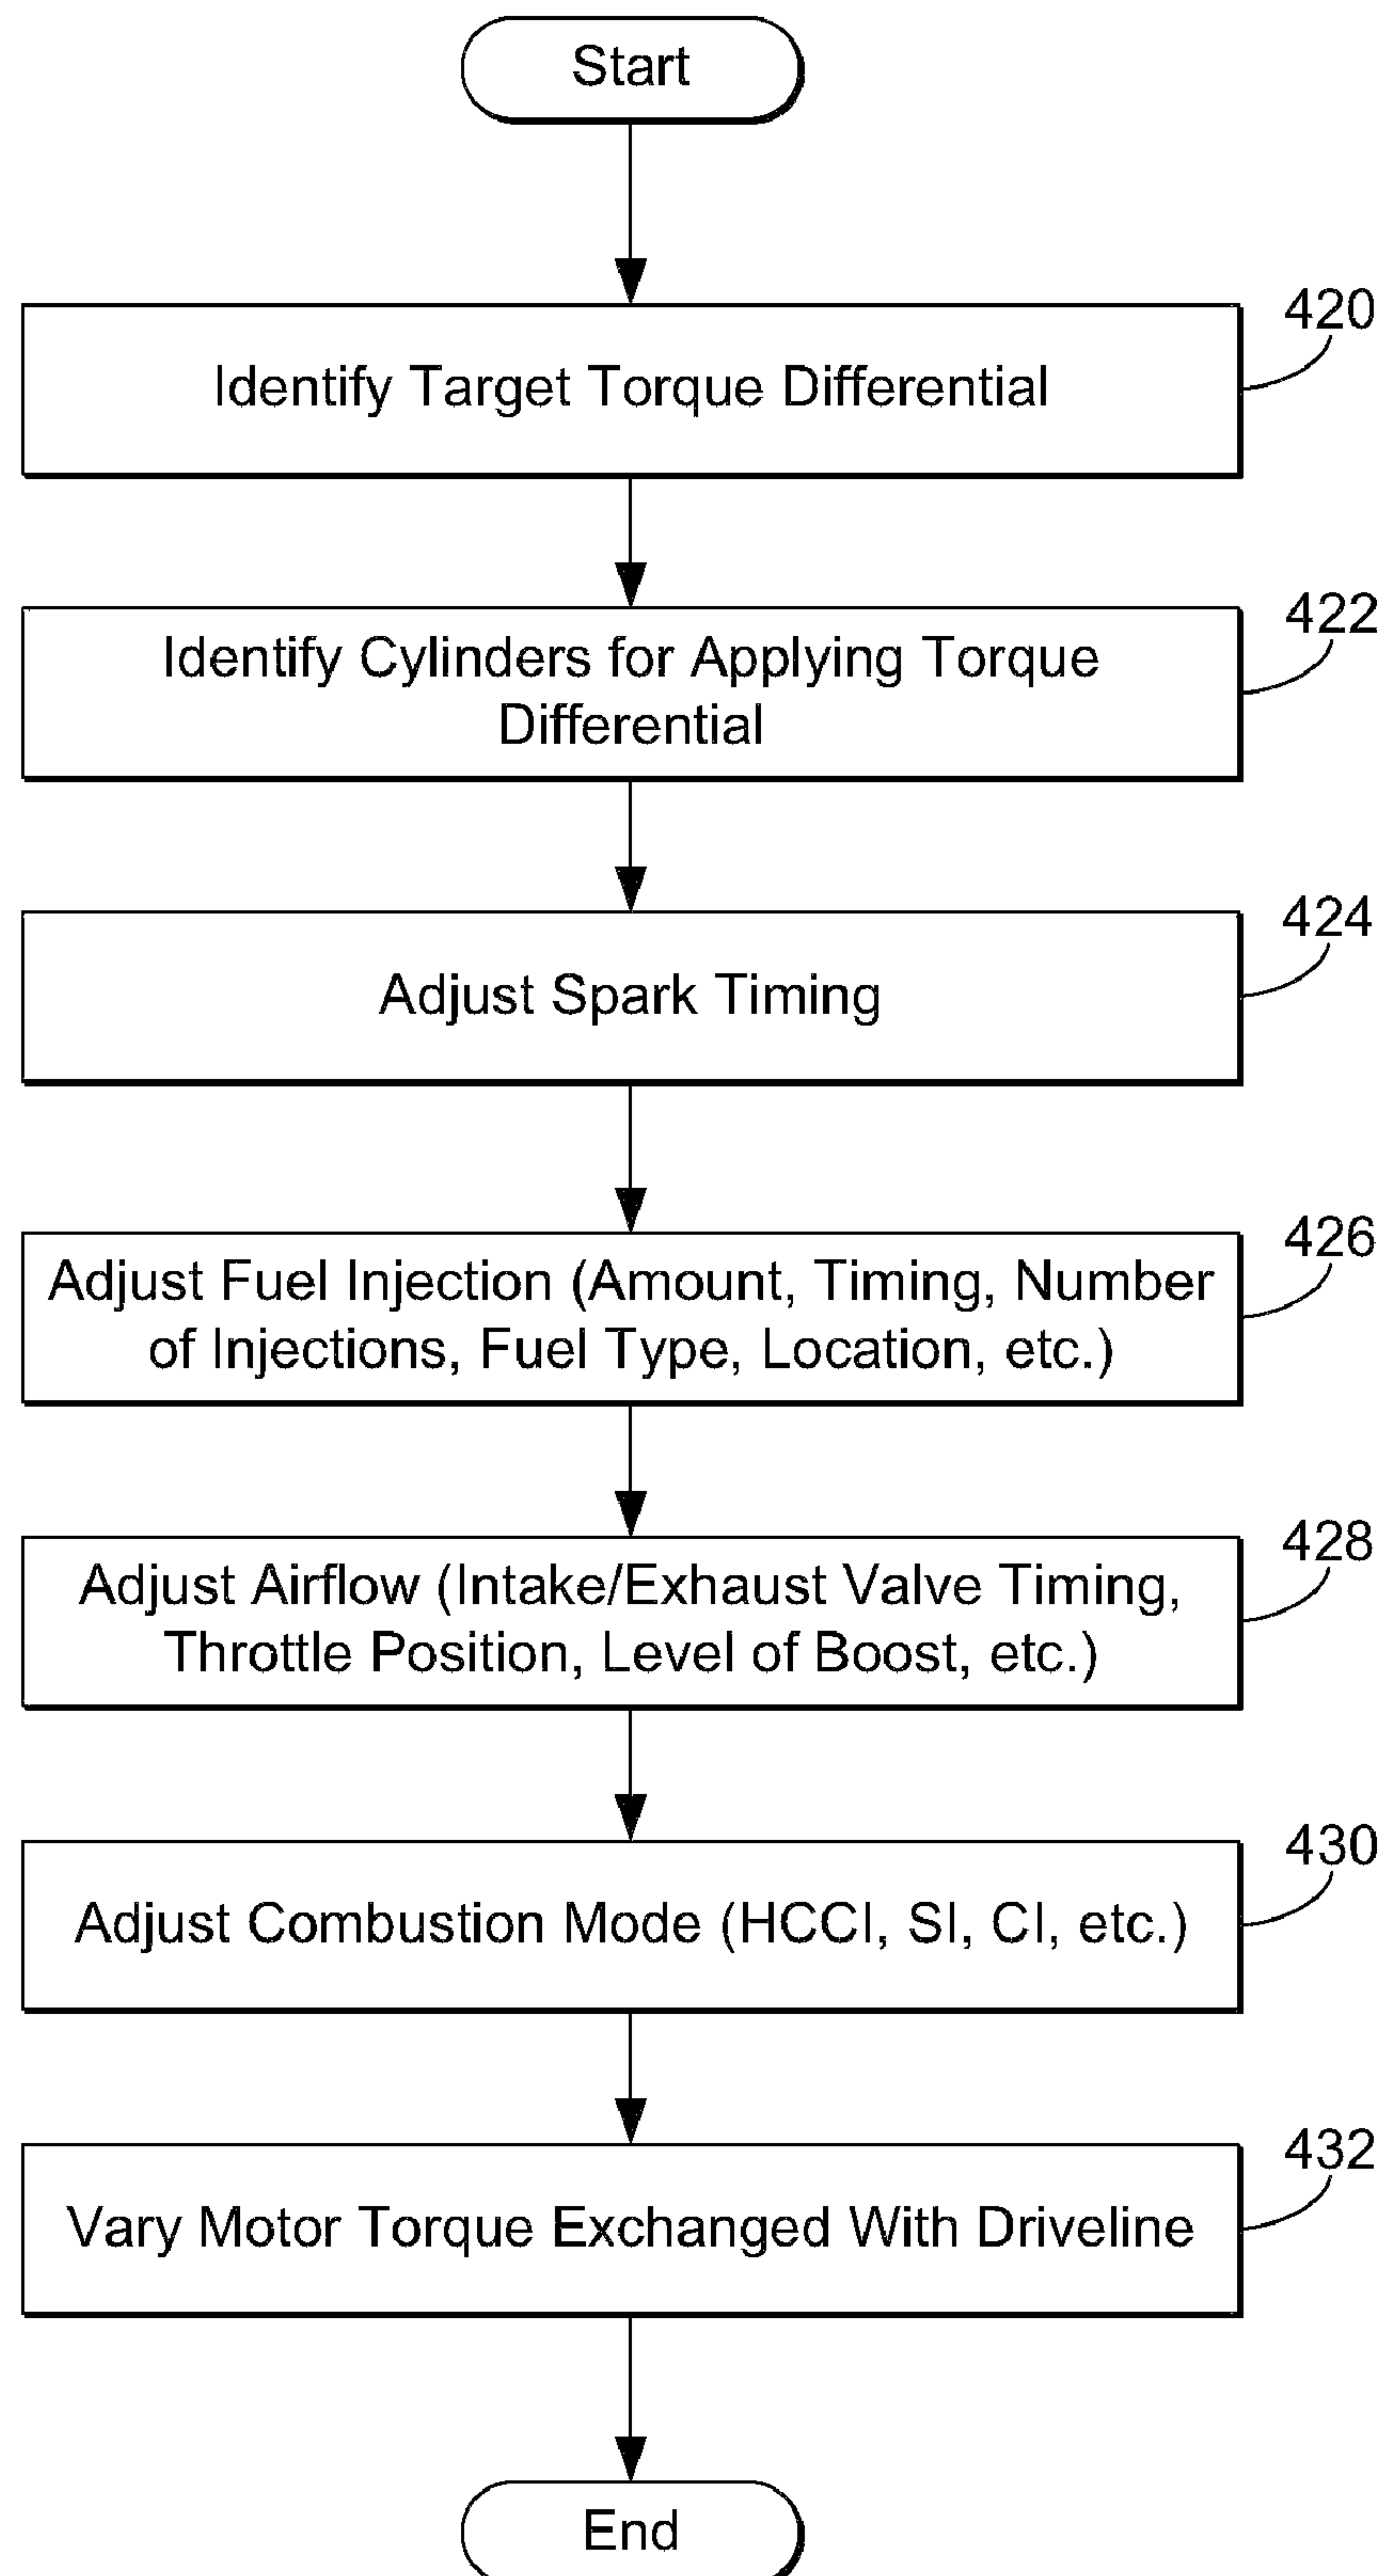 Start
420
Identify Target Torque Differential
422
Identify Cylinders for Applying Torque
Differential
424
Adjust Spark Timing
426
Adjust Fuel Injection (Amount, Timing, Number
of Injections, Fuel Type, Location, etc.)
428
Adjust Airflow (Intake/Exhaust Valve Timing,
Throttle Position, Level of Boost, etc.)
430
Adjust Combustion Mode (HCCI, SI, CI, etc.)
432
Vary Motor Torque Exchanged With Driveline
End